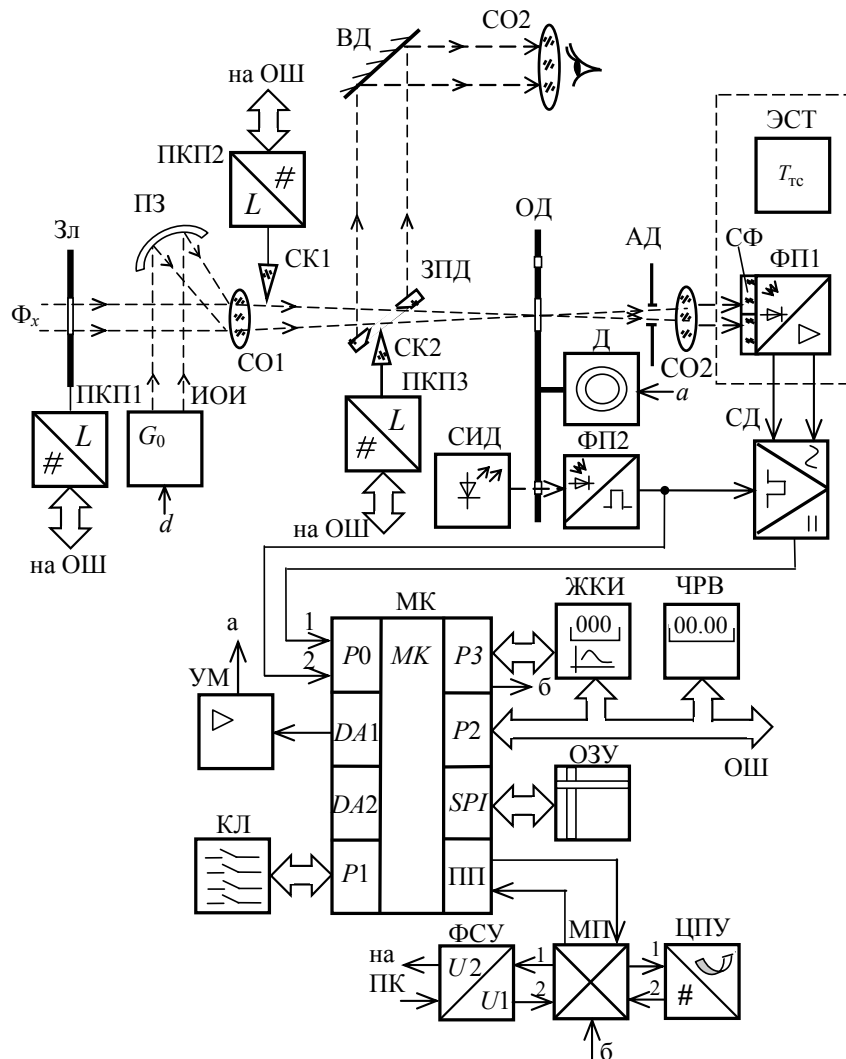 ВД
СО2
на ОШ
ЭСТ
Tтс
ПКП2
#
L
ПЗ
Зл
ОД
АД
СФ
ФП1
СК1
ЗПД
Фx
СО1
СК2
СО2
Д
a
ПКП1
ИОИ
ПКП3
СД
L
#
G0
L
#
СИД
ФП2
на ОШ
d
на ОШ
МК
ЖКИ
ЧРВ
1
000
00.00
а
2
P0
MK
P3
УМ
б
DA1
P2
ОЗУ
ОШ
DA2
SPI
КЛ
P1
ПП
ФСУ
МП
ЦПУ
на
ПК
U2
U1
1
2
1
2
#
б